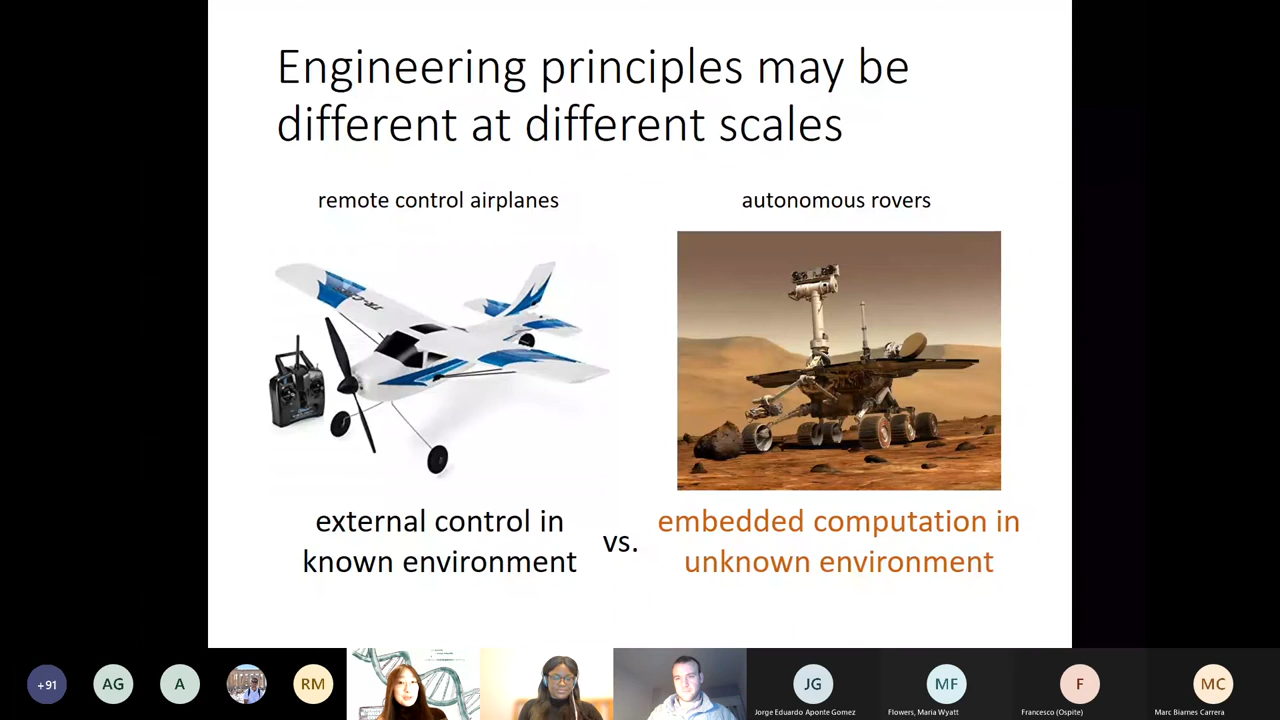 Engineering principles may be
different at different scales
remote control airplanes
autonomous rovers
external control in
known environment
vs.
embedded computation in
unknown environment
+91
AG
A
RM
JG
Jorge Eduardo Aponte Gomez
MF
Flowers, Maria Wyatt
F
Francesco (Ospite)
MC
Marc Biarnes Carrera